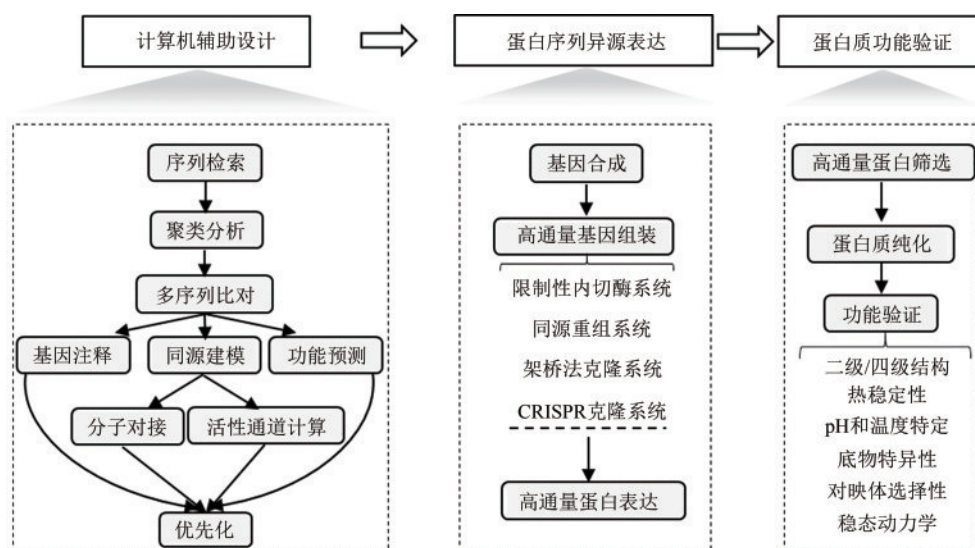 计算机辅助设计
蛋白序列异源表达
蛋白质功能验证
序列检索
聚类分析
多序列比对
基因注释
同源建模
功能预测
分子对接
活性通道计算
优先化
基因合成
高通量基因组装
限制性内切酶系统
同源重组系统
架桥法克隆系统
CRISPR克隆系统
高通量蛋白表达
高通量蛋白筛选
蛋白质纯化
功能验证
二级/四级结构
热稳定性
pH和温度特定
底物特异性
对映体选择性
稳态动力学